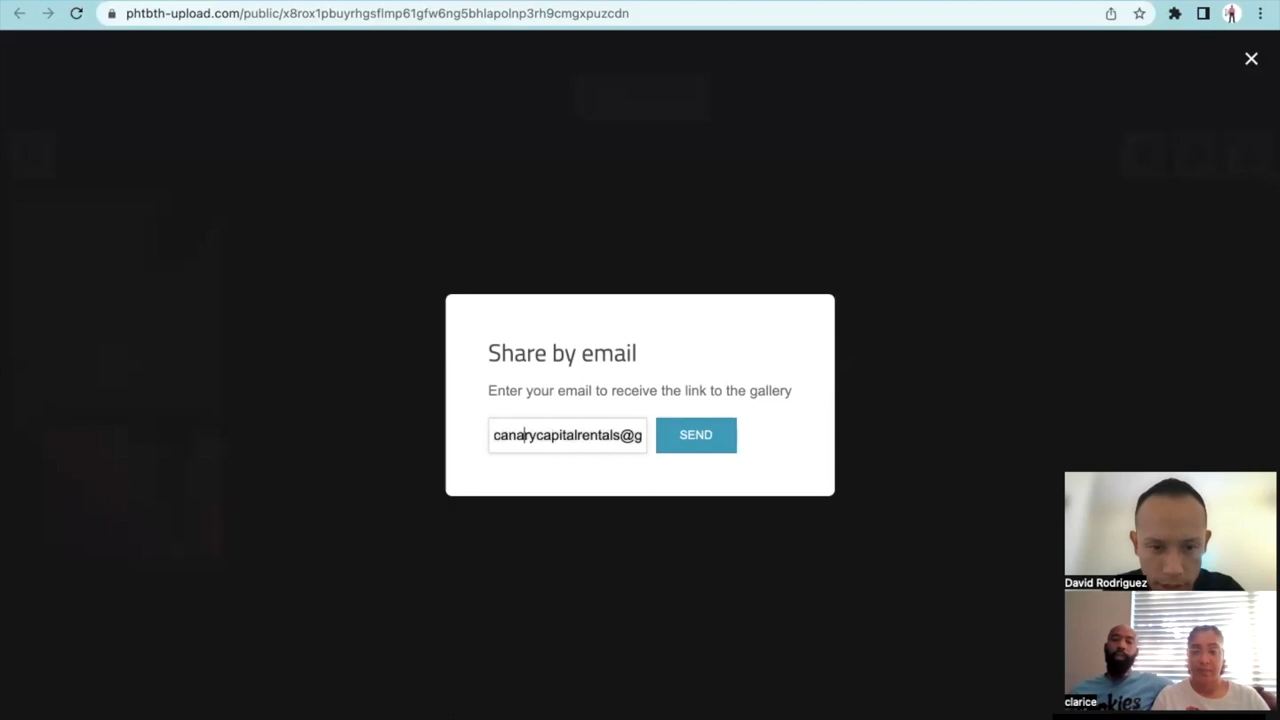 phtbth-upload.com/public/x8rox1pbuyrhgsflmp61gfw6ng5bhlapolnp3rh9cmgxpuzcdn
Share by email
Enter your email to receive the link to the gallery
canarycapitalrentals@g
SEND
David Rodriguez
clarice